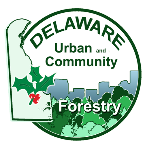 DELAWARE
Urban and
Community
Forestry